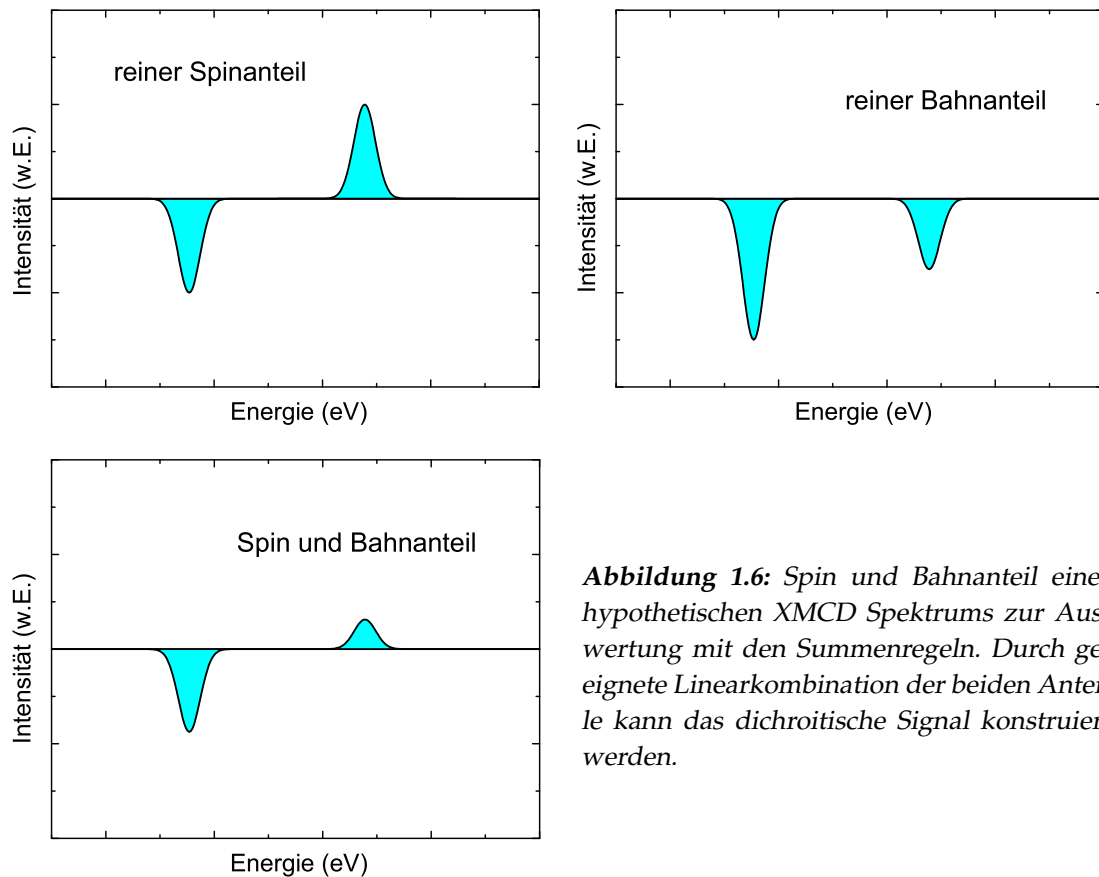 reiner Spinanteil
Intensität (w.E.)
Energie (eV)
reiner Bahnanteil
Intensität (w.E.)
Energie (eV)
Spin und Bahnanteil
Intensität (w.E.)
Energie (eV)
Abbildung 1.6: Spin und Bahnanteil eine
hypothetischen XMCD Spektrums zur Aus
wertung mit den Summenregeln. Durch ge
eignete Linearkombination der beiden Antei
le kann das dichroitische Signal konstruier
werden.